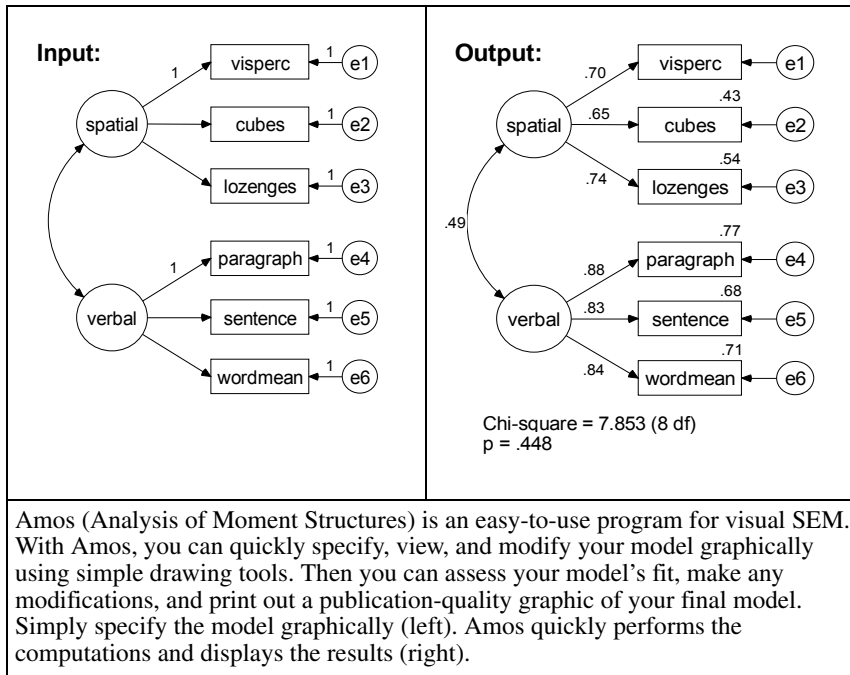 Input:
1
visperc
1
e1
spatial
cubes
1
e2
lozenges
1
e3
1
paragraph
1
e4
verbal
sentence
1
e5
wordmean
1
e6
Output:
.70
visperc
e1
spatial
.65
.43
cubes
e2
.74
.54
lozenges
e3
.49
.77
.88
paragraph
e4
verbal
.83
.68
sentence
e5
.84
.71
wordmean
e6
Chi-square = 7.853 (8 df)
p = .448
Amos (Analysis of Moment Structures) is an easy-to-use program for visual SEM.
With Amos, you can quickly specify, view, and modify your model graphically
using simple drawing tools. Then you can assess your model's fit, make any
modifications, and print out a publication-quality graphic of your final model.
Simply specify the model graphically (left). Amos quickly performs the
computations and displays the results (right).